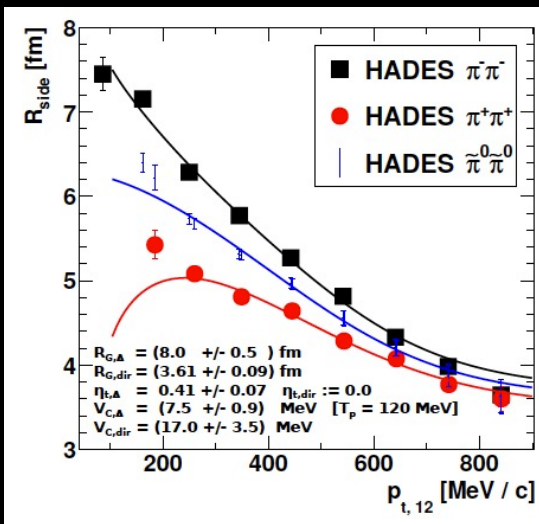 8
7
6
5
4
3
R_side [fm]
HADES π⁻π⁻
HADES π⁺π⁺
HADES π̃⁰π̃⁰
R_G,Δ = (8.0 +/- 0.5 ) fm
R_G,dir = (3.61 +/- 0.09) fm
η_t,Δ = 0.41 +/- 0.07 η_t,dir := 0.0
V_C,Δ = (7.5 +/- 0.9) MeV [T_p = 120 MeV]
V_C,dir = (17.0 +/- 3.5) MeV
200 400 600 800
p_t, 12 [MeV / c]